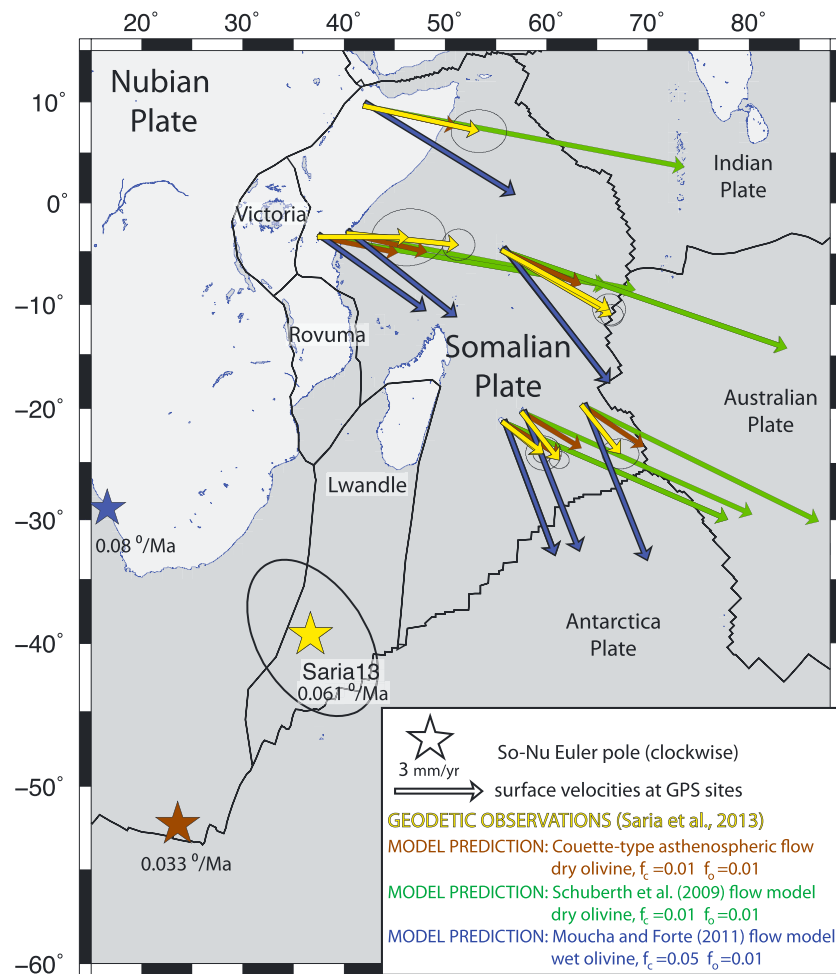 20° 30° 40° 50° 60° 70° 80°
Nubian
Plate
10°
Indian
Plate
0°
Victoria
−10°
Rovuma
Somalian
Plate
−20°
Australian
Plate
Lwandle
−30°
0.08 °/Ma
Antarctica
Plate
−40°
Saria13
0.061 °/Ma
3 mm/yr
So-Nu Euler pole (clockwise)
surface velocities at GPS sites
−50°
GEODETIC OBSERVATIONS (Saria et al., 2013)
MODEL PREDICTION: Couette-type asthenospheric flow
dry olivine, fc=0.01 fo=0.01
0.033 °/Ma
MODEL PREDICTION: Schuberth et al. (2009) flow model
dry olivine, fc=0.01 fo=0.01
MODEL PREDICTION: Moucha and Forte (2011) flow model
wet olivine, fc=0.05 fo=0.01
−60°